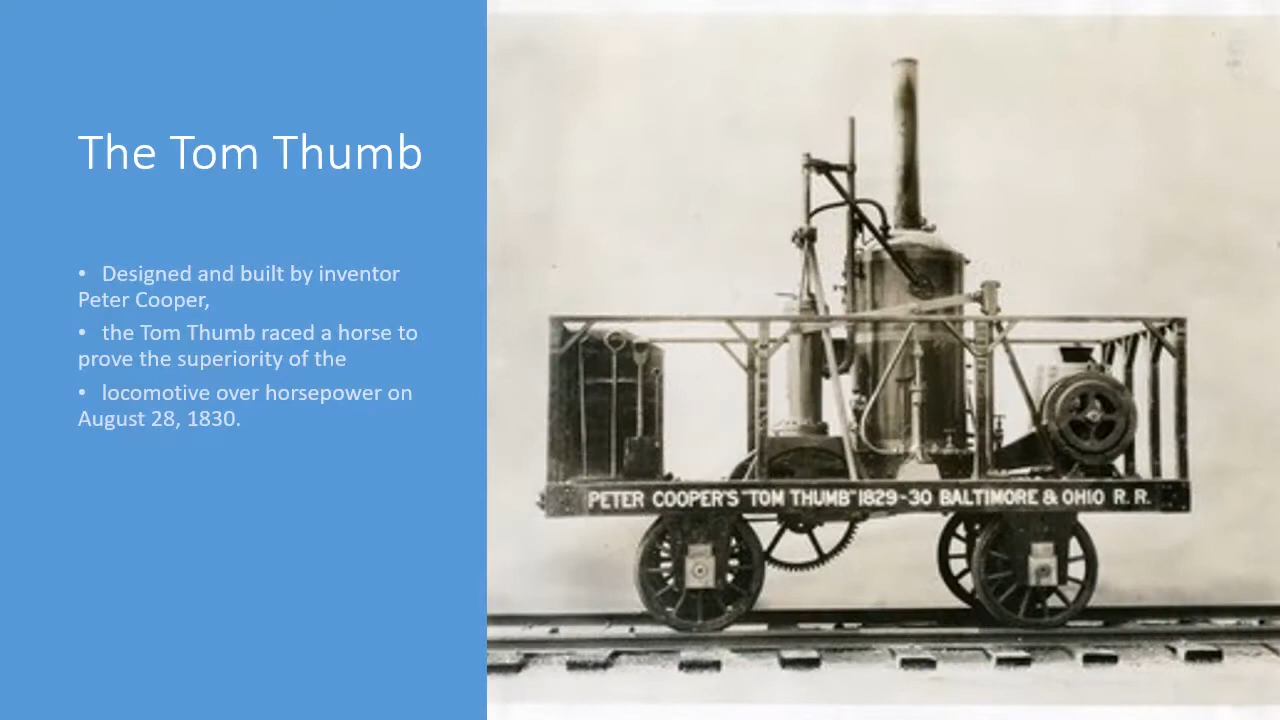 The Tom Thumb
• Designed and built by inventor
Peter Cooper,
• the Tom Thumb raced a horse to
prove the superiority of the
• locomotive over horsepower on
August 28, 1830.
PETER COOPER'S "TOM THUMB" 1829-30 BALTIMORE & OHIO R. R.